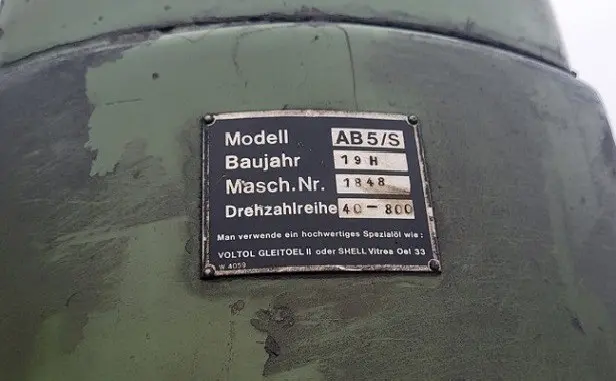 Modell AB5/S
Baujahr 19H
Masch.Nr. 1848
Drehzahlreihe 40-800
Man verwende ein hochwertiges Spezialöl wie:
VOLTOL GLEITOEL II oder SHELL Vitrea Oel 33
W 4059